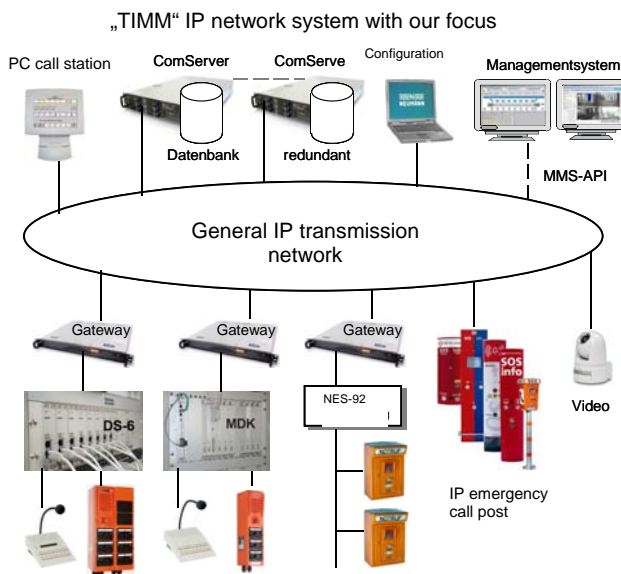 „TIMM“ IP network system with our focus
PC call station
ComServer
ComServe
Configuration
Managementsystem
Datenbank
redundant
MMS-API
General IP transmission
network
Gateway
Gateway
Gateway
DS-6
MDK
NES-92
SOS
info
Video
IP emergency
call post